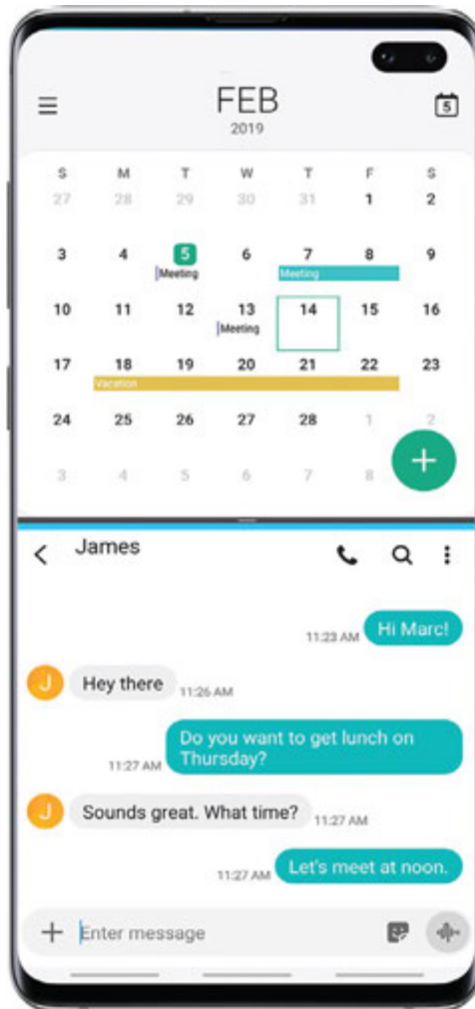 FEB
5
2019
S M T W T F S
27 28 29 30 31 1 2
3 4 5 6 7 8 9
Meeting Meeting
10 11 12 13 14 15 16
Meeting
17 18 19 20 21 22 23
Vacation
24 25 26 27 28 1 2
3 4 5 6 7 8
+
James
Hi Marc!
11:23 AM
J
Hey there
11:26 AM
Do you want to get lunch on
Thursday?
11:27 AM
J
Sounds great. What time?
11:27 AM
Let's meet at noon.
11:27 AM
+ Enter message